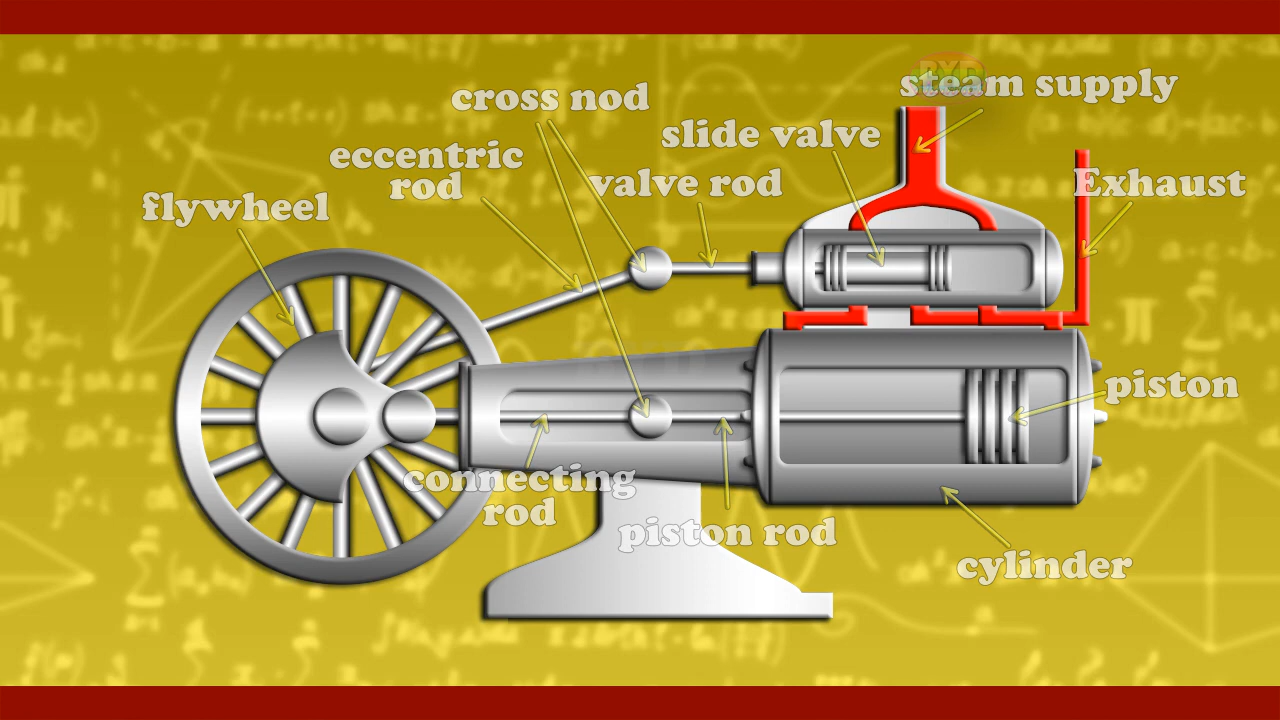 steam supply
cross nod
slide valve
eccentric
rod
valve rod
Exhaust
flywheel
piston
connecting
rod
piston rod
cylinder